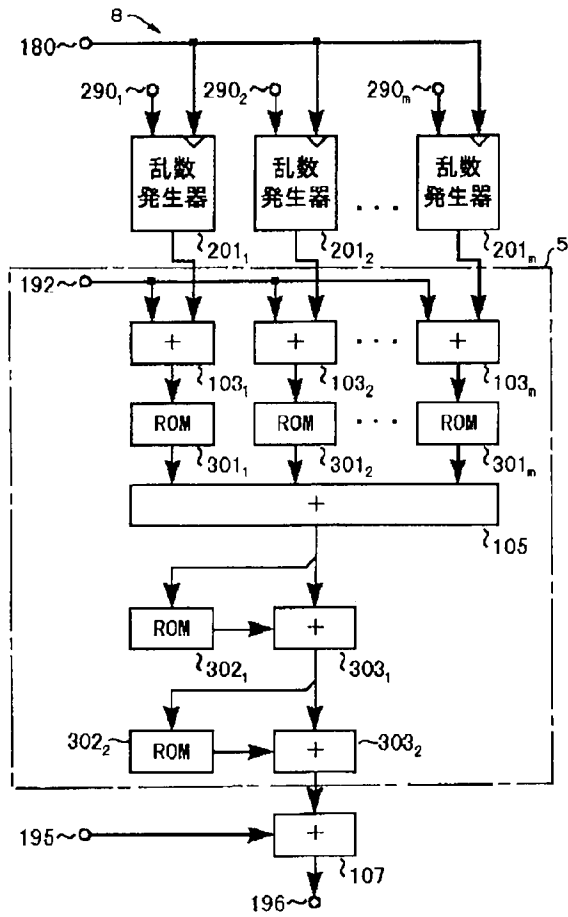 8
180
290₁ 290₂ 290ₘ
乱数 乱数 乱数
発生器 発生器 ・・・ 発生器
201₁ 201₂ 201ₘ
5
192
+ + ・・・ +
103₁ 103₂ 103ₘ
ROM ROM ・・・ ROM
301₁ 301₂ 301ₘ
+
105
ROM +
302₁ 303₁
302₂ ROM + 303₂
195 +
107
196